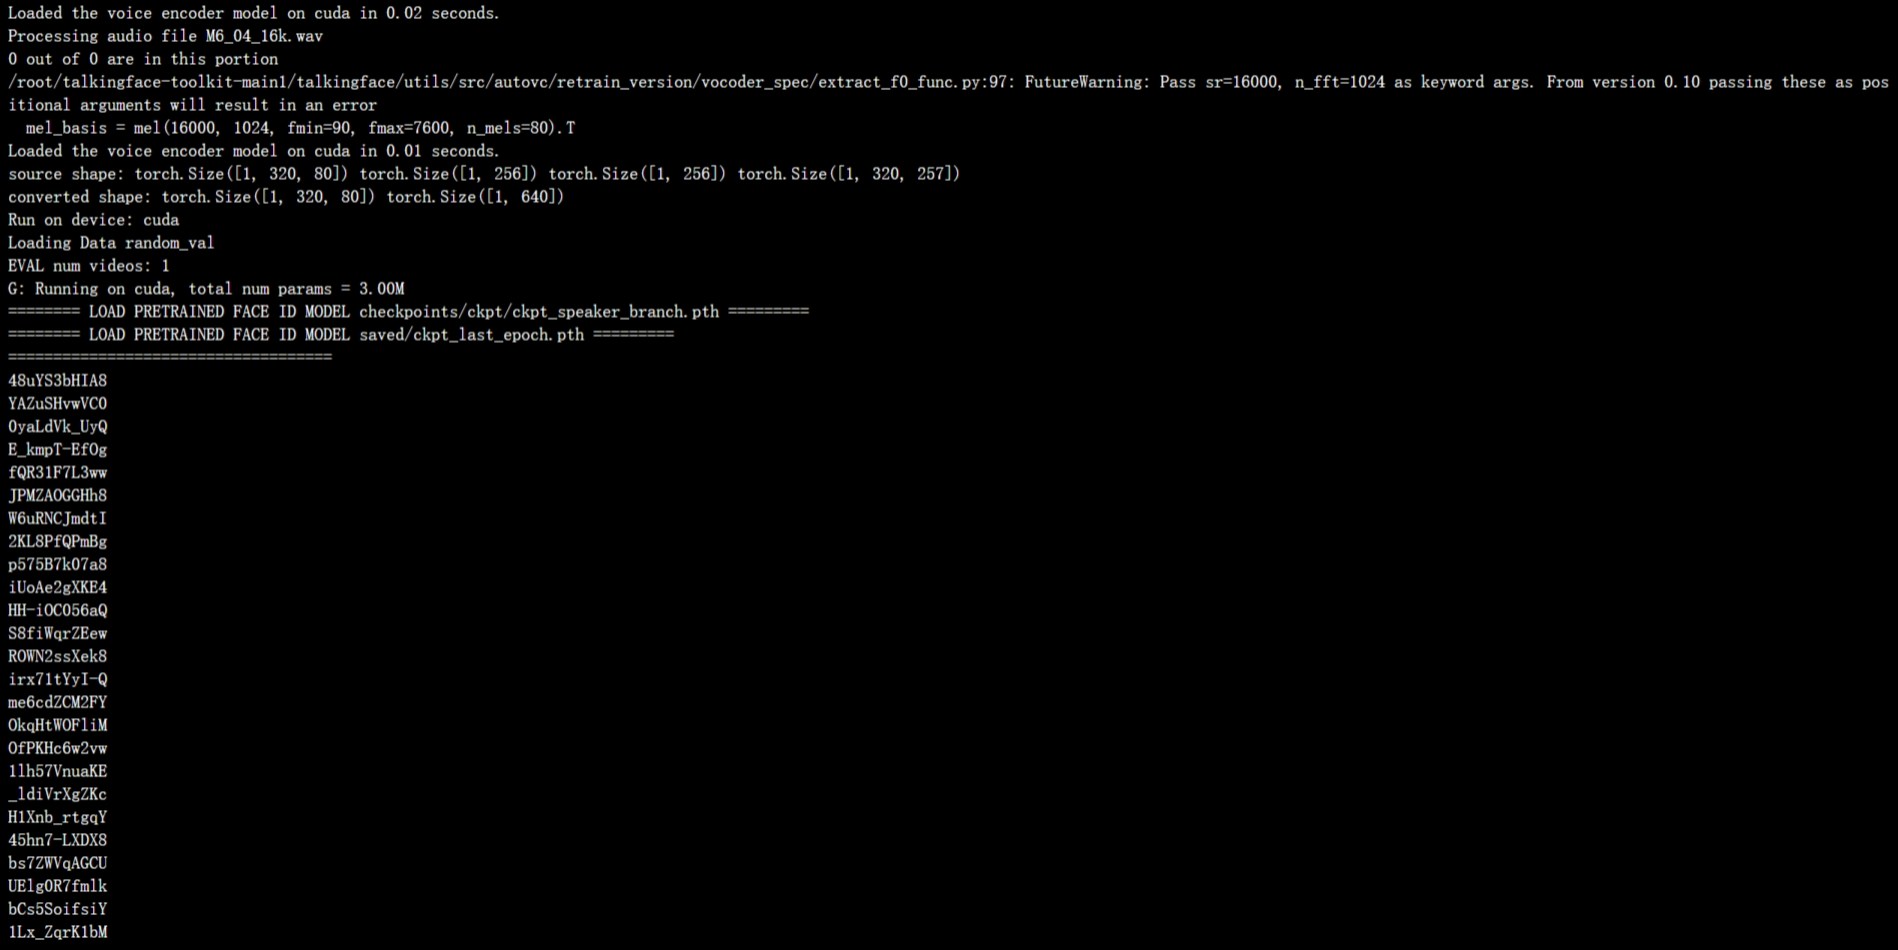 Loaded the voice encoder model on cuda in 0.02 seconds.
Processing audio file M6_04_16k.wav
0 out of 0 are in this portion
/root/talkingface-toolkit-main1/talkingface/utils/src/autovc/retrain_version/vocoder_spec/extract_f0_func.py:97: FutureWarning: Pass sr=16000, n_fft=1024 as keyword args. From version 0.10 passing these as pos
itional arguments will result in an error
  mel_basis = mel(16000, 1024, fmin=90, fmax=7600, n_mels=80).T
Loaded the voice encoder model on cuda in 0.01 seconds.
source shape: torch.Size([1, 320, 80]) torch.Size([1, 256]) torch.Size([1, 256]) torch.Size([1, 320, 257])
converted shape: torch.Size([1, 320, 80]) torch.Size([1, 640])
Run on device: cuda
Loading Data random_val
EVAL num videos: 1
G: Running on cuda, total num params = 3.00M
======== LOAD PRETRAINED FACE ID MODEL checkpoints/ckpt/ckpt_speaker_branch.pth =========
======== LOAD PRETRAINED FACE ID MODEL saved/ckpt_last_epoch.pth =========
====================================
48uYS3bHIA8
YAZuSHvwVC0
0yaLdVk_UyQ
E_kmpT-EfOg
fQR31F7L3ww
JPMZAOGGHh8
W6uRNCJmdtI
2KL8PfQPmBg
p575B7k07a8
iUoAe2gXKE4
HH-iOC056aQ
S8fiWqrZEew
ROWN2ssXek8
irx71tYyI-Q
me6cdZCM2FY
OkqHtWOFliM
OfPKHc6w2vw
1lh57VnuaKE
_ldiVrXgZKc
H1Xnb_rtgqY
45hn7-LXDX8
bs7ZWVqAGCU
UElg0R7fmlk
bCs5SoifsiY
1Lx_ZqrK1bM